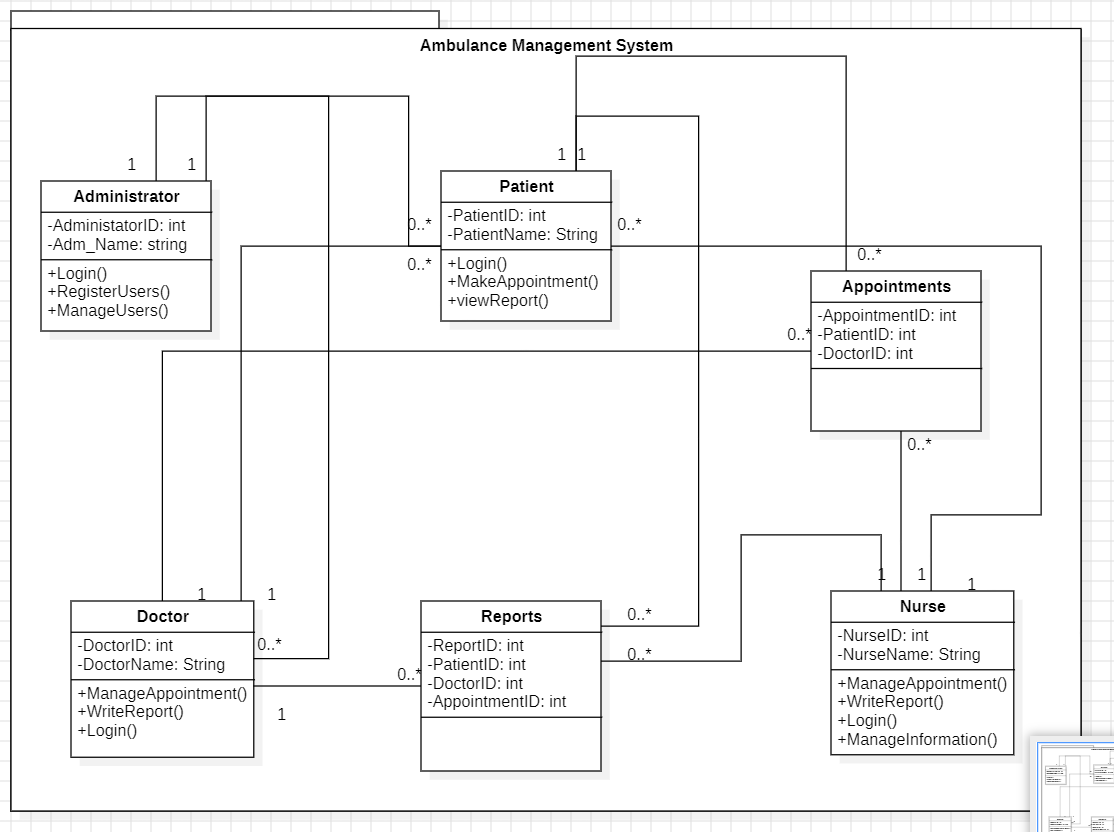 Ambulance Management System
1
1
Administrator
-AdministatorID: int
-Adm_Name: string
+Login()
+RegisterUsers()
+ManageUsers()
1
1
0..*
0..*
0..*
Patient
-PatientID: int
-PatientName: String
+Login()
+MakeAppointment()
+viewReport()
0..*
0..*
Appointments
-AppointmentID: int
-PatientID: int
-DoctorID: int
0..*
1
1
Doctor
-DoctorID: int
-DoctorName: String
+ManageAppointment()
+WriteReport()
+Login()
0..*
1
0..*
Reports
-ReportID: int
-PatientID: int
-DoctorID: int
-AppointmentID: int
0..*
0..*
1
1
1
Nurse
-NurseID: int
-NurseName: String
+ManageAppointment()
+WriteReport()
+Login()
+ManageInformation()